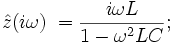 ẑ(iω) = iωL / (1 − ω²LC);